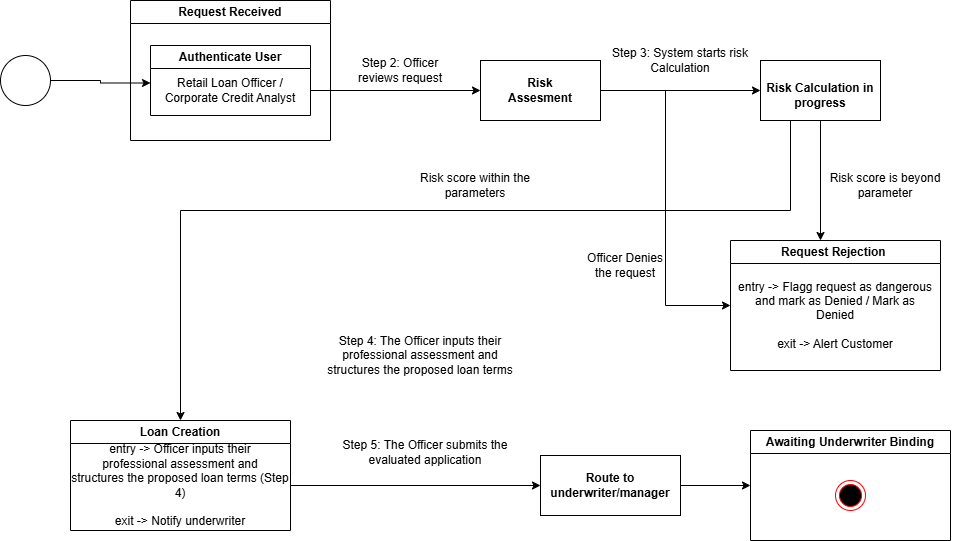 Request Received
Authenticate User
Retail Loan Officer /
Corporate Credit Analyst
Step 2: Officer
reviews request
Risk
Assesment
Step 3: System starts risk
Calculation
Risk Calculation in
progress
Risk score within the
parameters
Risk score is beyond
parameter
Officer Denies
the request
Request Rejection
entry -> Flagg request as dangerous
and mark as Denied / Mark as
Denied
exit -> Alert Customer
Step 4: The Officer inputs their
professional assessment and
structures the proposed loan terms
Loan Creation
entry -> Officer inputs their
professional assessment and
structures the proposed loan terms (Step
4)
exit -> Notify underwriter
Step 5: The Officer submits the
evaluated application
Route to
underwriter/manager
Awaiting Underwriter Binding